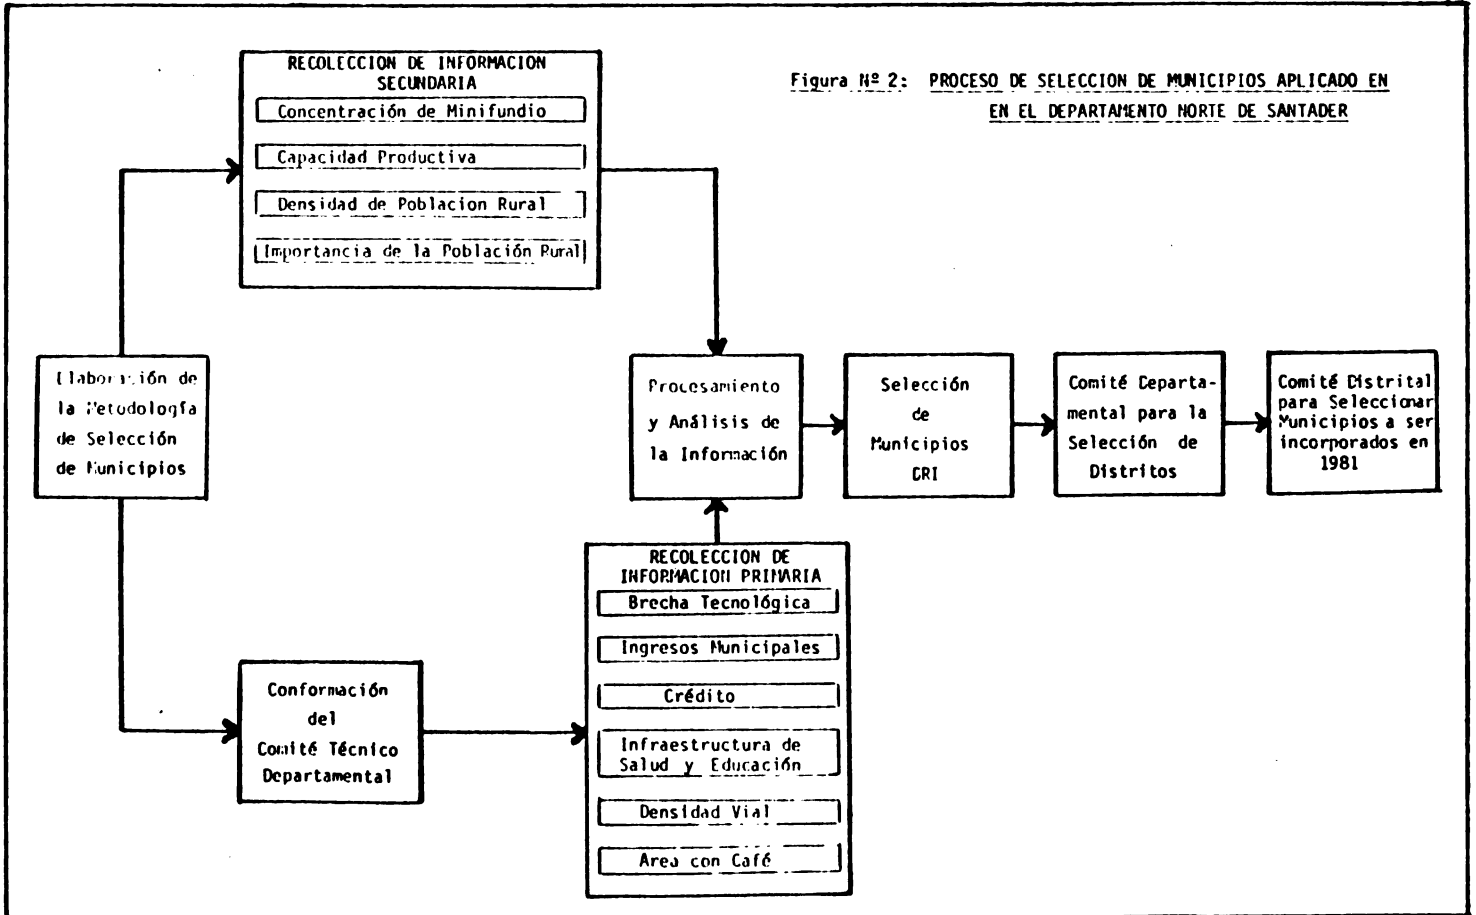 Figura Nº 2: PROCESO DE SELECCION DE MUNICIPIOS APLICADO EN
EN EL DEPARTAMENTO NORTE DE SANTADER
RECOLECCION DE INFORMACION
SECUNDARIA
Concentración de Minifundio
Capacidad Productiva
Densidad de Poblacion Rural
Importancia de la Población Rural
Elaboración de
la Metodología
de Selección
de Municipios
Procesamiento
y Análisis de
la Información
Selección
de
Municipios
DRI
Comité Departa-
mental para la
Selección de
Distritos
Comité Distrital
para Seleccionar
Municipios a ser
incorporados en
1981
Conformación
del
Comité Técnico
Departamental
RECOLECCION DE
INFORMACION PRIMARIA
Brecha Tecnológica
Ingresos Municipales
Crédito
Infraestructura de
Salud y Educación
Densidad Vial
Area con Café